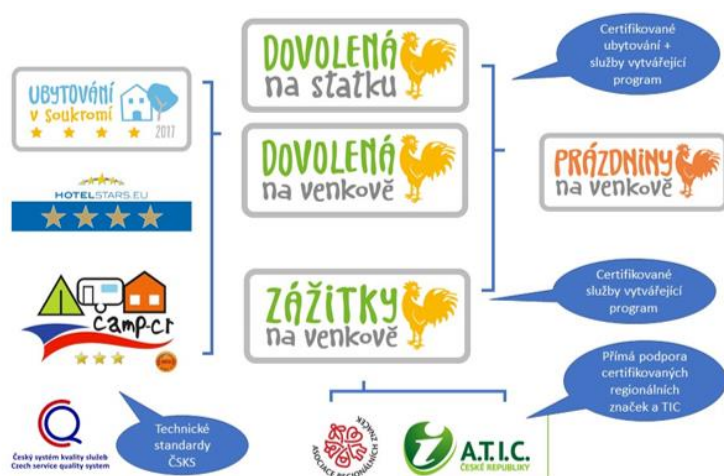 UBYTOVÁNÍ
v Soukromí
2017
HOTELSTARS.EU
camp-cr
Český systém kvality služeb
Czech service quality system
Technické
standardy
ČSKS
DOVOLENÁ
na statku
DOVOLENÁ
na venkově
ZÁŽITKY
na venkově
ASOCIACE REGIONÁLNÍCH ZNAČEK
A.T.I.C.
ČESKÉ REPUBLIKY
Certifikované
ubytování +
služby vytvářející
program
PRÁZDNINY
na venkově
Certifikované
služby vytvářející
program
Přímá podpora
certifikovaných
regionálních
značek a TIC